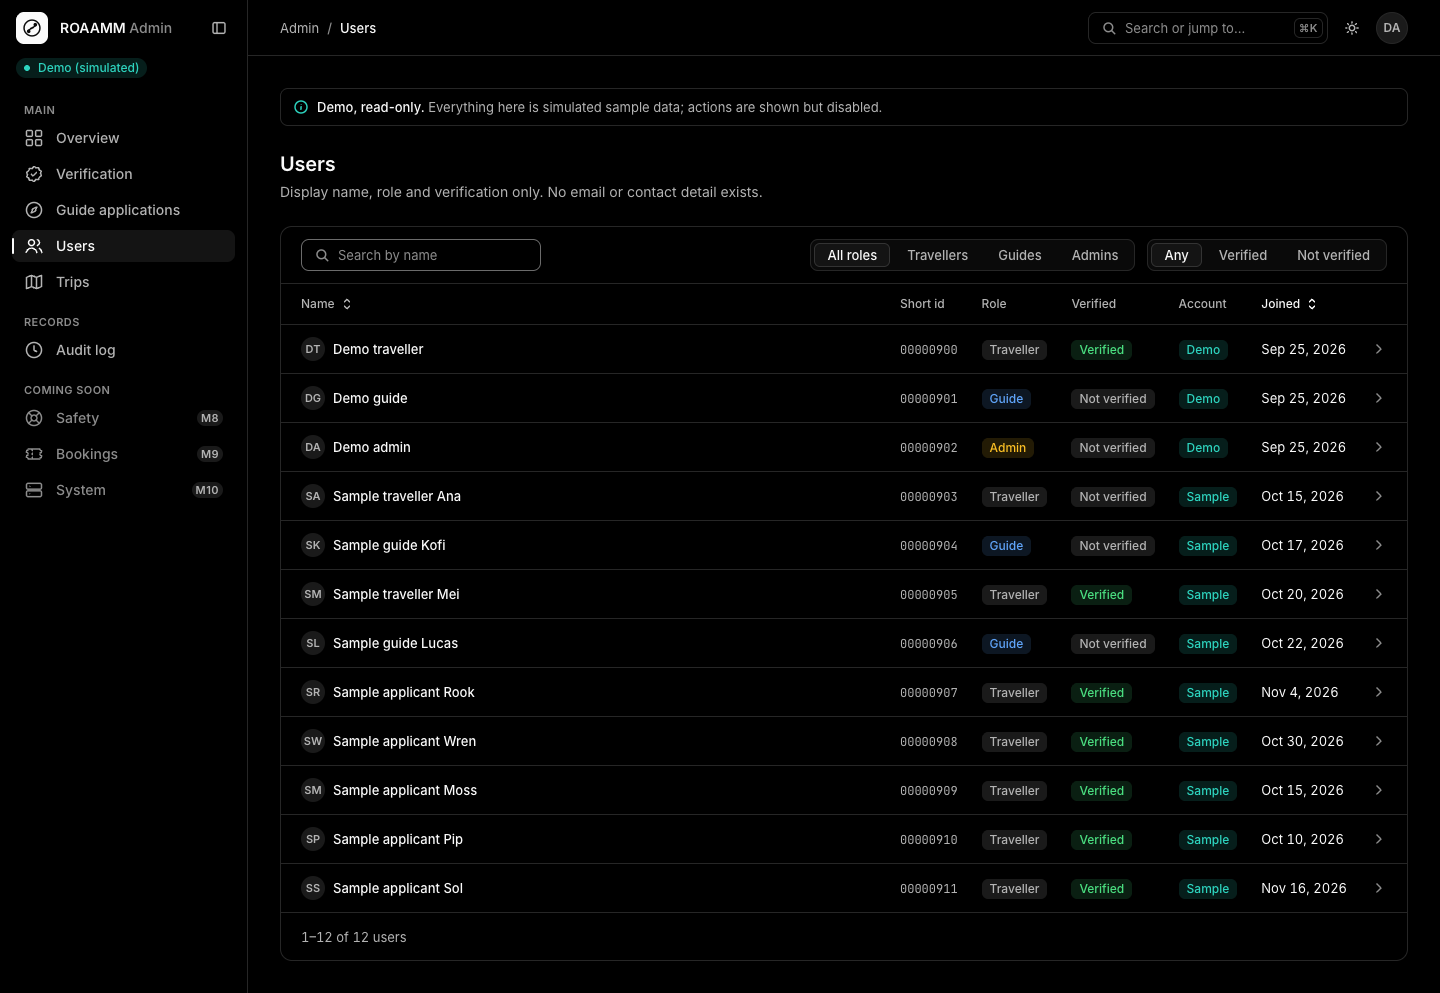 ROAAMM Admin
Demo (simulated)
MAIN
Overview
Verification
Guide applications
Users
Trips
RECORDS
Audit log
COMING SOON
Safety M8
Bookings M9
System M10
Admin / Users
Search or jump to... ⌘K
DA
Demo, read-only. Everything here is simulated sample data; actions are shown but disabled.
Users
Display name, role and verification only. No email or contact detail exists.
Search by name
All roles Travellers Guides Admins Any Verified Not verified
Name Short id Role Verified Account Joined
DT Demo traveller 00000900 Traveller Verified Demo Sep 25, 2026
DG Demo guide 00000901 Guide Not verified Demo Sep 25, 2026
DA Demo admin 00000902 Admin Not verified Demo Sep 25, 2026
SA Sample traveller Ana 00000903 Traveller Not verified Sample Oct 15, 2026
SK Sample guide Kofi 00000904 Guide Not verified Sample Oct 17, 2026
SM Sample traveller Mei 00000905 Traveller Verified Sample Oct 20, 2026
SL Sample guide Lucas 00000906 Guide Not verified Sample Oct 22, 2026
SR Sample applicant Rook 00000907 Traveller Verified Sample Nov 4, 2026
SW Sample applicant Wren 00000908 Traveller Verified Sample Oct 30, 2026
SM Sample applicant Moss 00000909 Traveller Verified Sample Oct 15, 2026
SP Sample applicant Pip 00000910 Traveller Verified Sample Oct 10, 2026
SS Sample applicant Sol 00000911 Traveller Verified Sample Nov 16, 2026
1–12 of 12 users